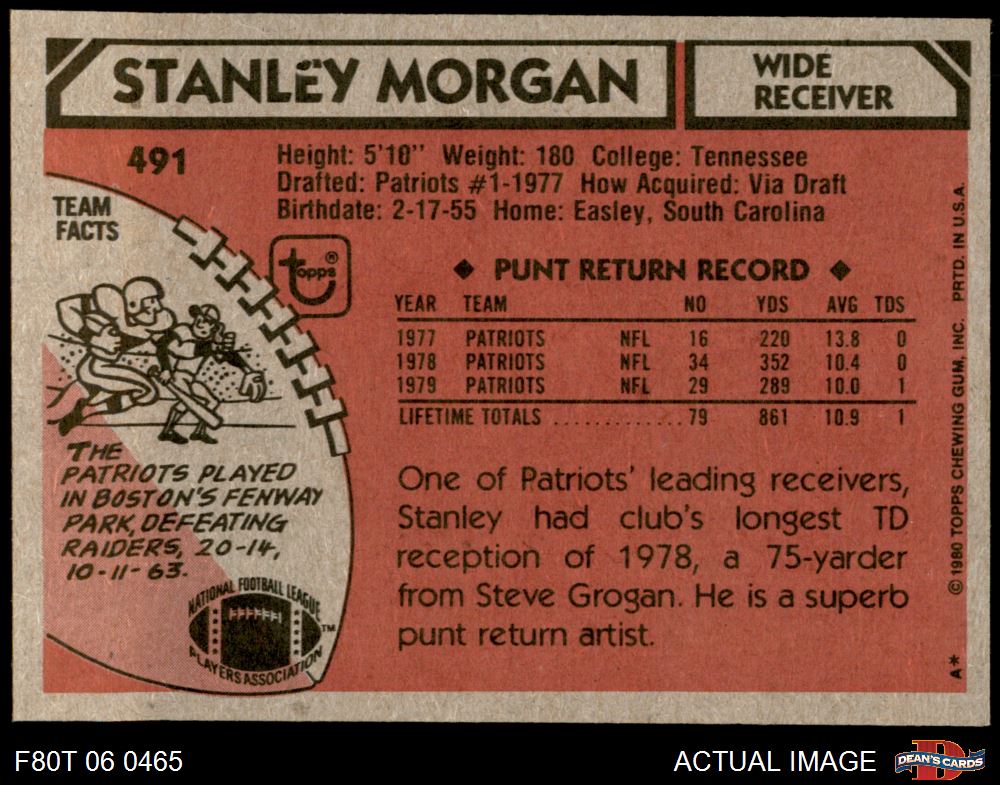 STANLEY MORGAN
WIDE
RECEIVER
491
Height: 5'10" Weight: 180 College: Tennessee
Drafted: Patriots #1-1977 How Acquired: Via Draft
Birthdate: 2-17-55 Home: Easley, South Carolina
TEAM
FACTS
topps®
◆ PUNT RETURN RECORD ◆
YEAR TEAM NO YDS AVG TDS
1977 PATRIOTS NFL 16 220 13.8 0
1978 PATRIOTS NFL 34 352 10.4 0
1979 PATRIOTS NFL 29 289 10.0 1
LIFETIME TOTALS ............. 79 861 10.9 1
THE
PATRIOTS PLAYED
IN BOSTON'S FENWAY
PARK, DEFEATING
RAIDERS, 20-14,
10-11-63.
NATIONAL FOOTBALL LEAGUE
PLAYERS ASSOCIATION
TM
One of Patriots' leading receivers,
Stanley had club's longest TD
reception of 1978, a 75-yarder
from Steve Grogan. He is a superb
punt return artist.
A* © 1980 TOPPS CHEWING GUM, INC. PRTD. IN U.S.A.
F80T 06 0465
ACTUAL IMAGE
D
DEAN'S CARDS